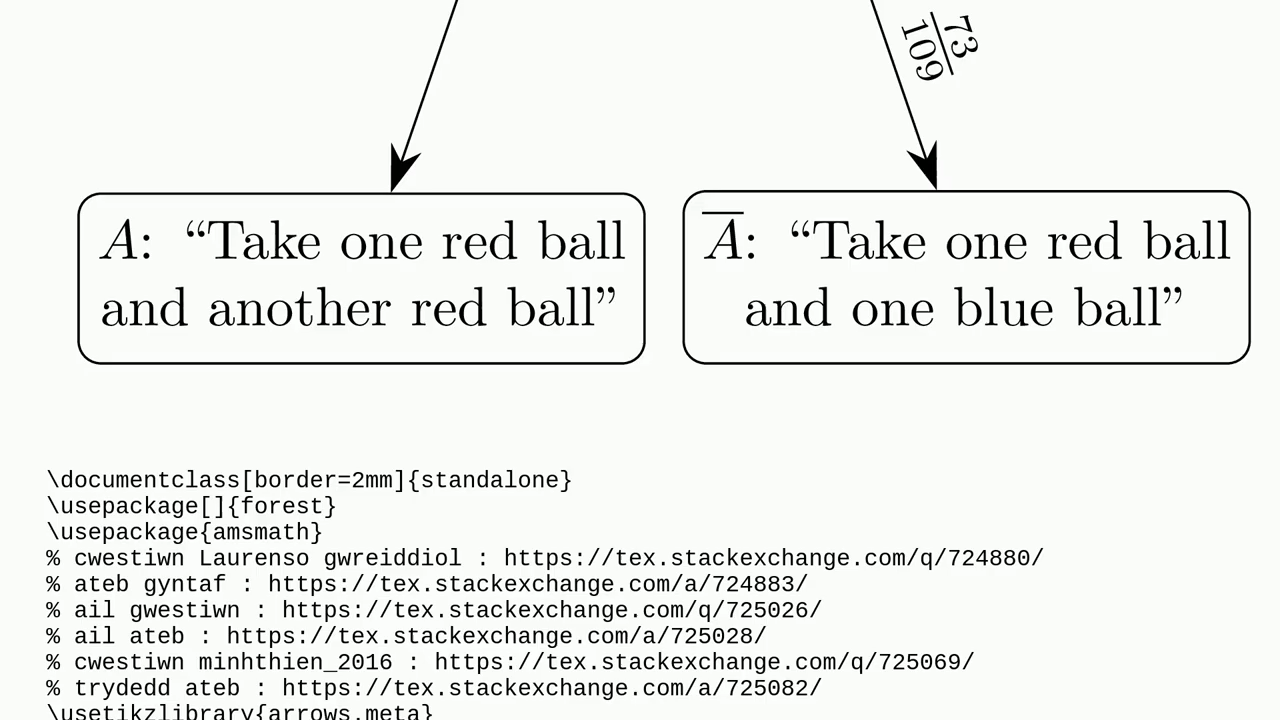 73
109
A: “Take one red ball
and another red ball”
A̅: “Take one red ball
and one blue ball”
\documentclass[border=2mm]{standalone}
\usepackage[]{forest}
\usepackage{amsmath}
% cwestiwn Laurenso gwreiddiol : https://tex.stackexchange.com/q/724880/
% ateb gyntaf : https://tex.stackexchange.com/a/724883/
% ail gwestiwn : https://tex.stackexchange.com/q/725026/
% ail ateb : https://tex.stackexchange.com/a/725028/
% cwestiwn minhthien_2016 : https://tex.stackexchange.com/q/725069/
% trydedd ateb : https://tex.stackexchange.com/a/725082/
\usetikzlibrary{arrows.meta}